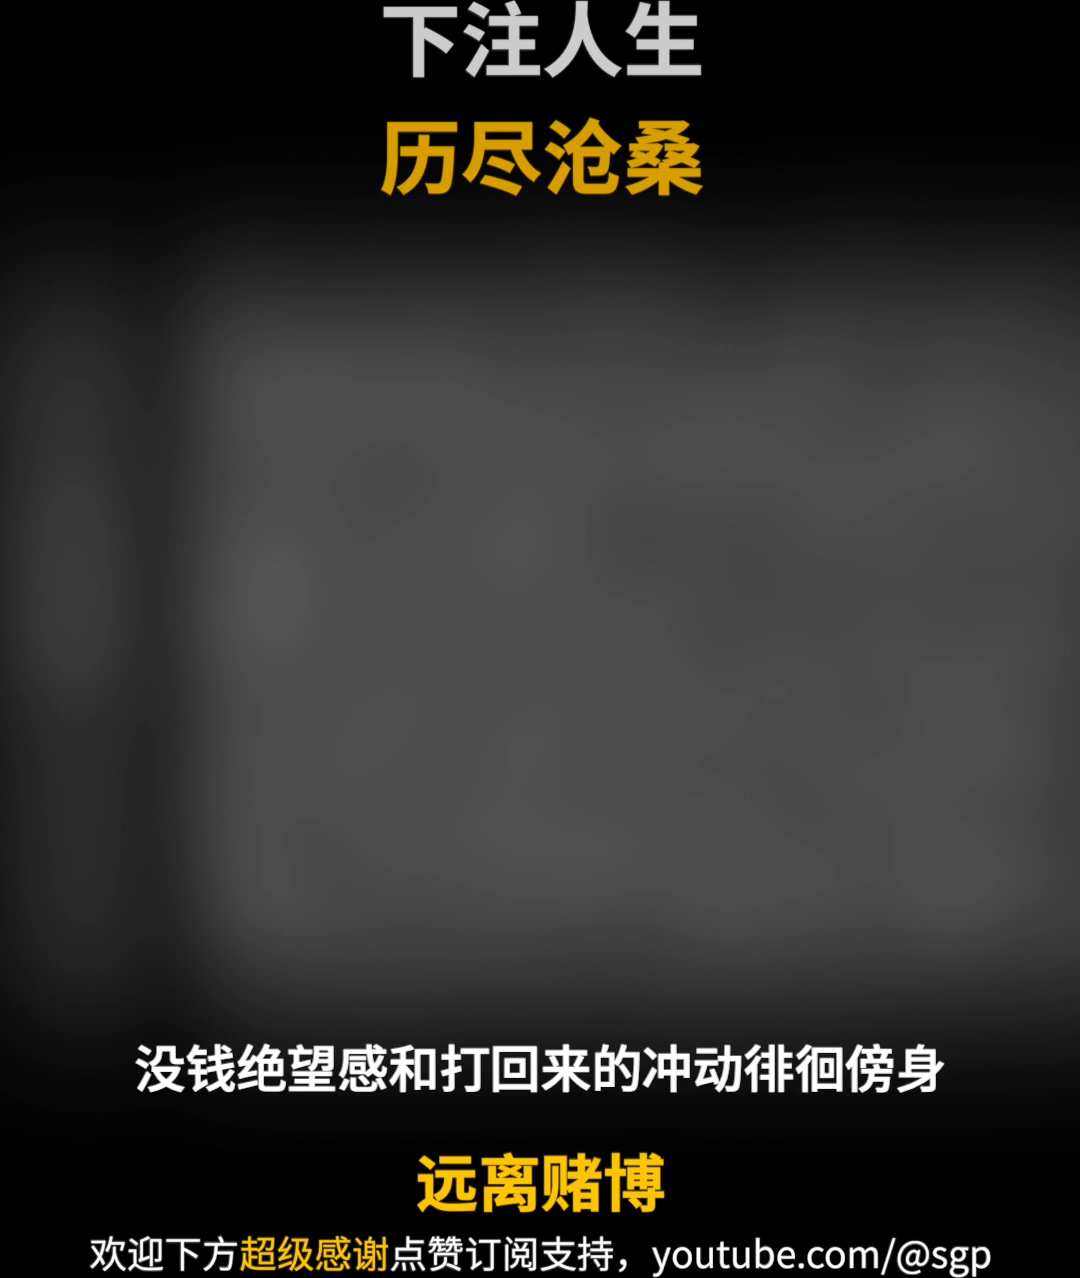 下注人生
历尽沧桑
没钱绝望感和打回来的冲动徘徊傍身
远离赌博
欢迎下方超级感谢点赞订阅支持，youtube.com/@sgp